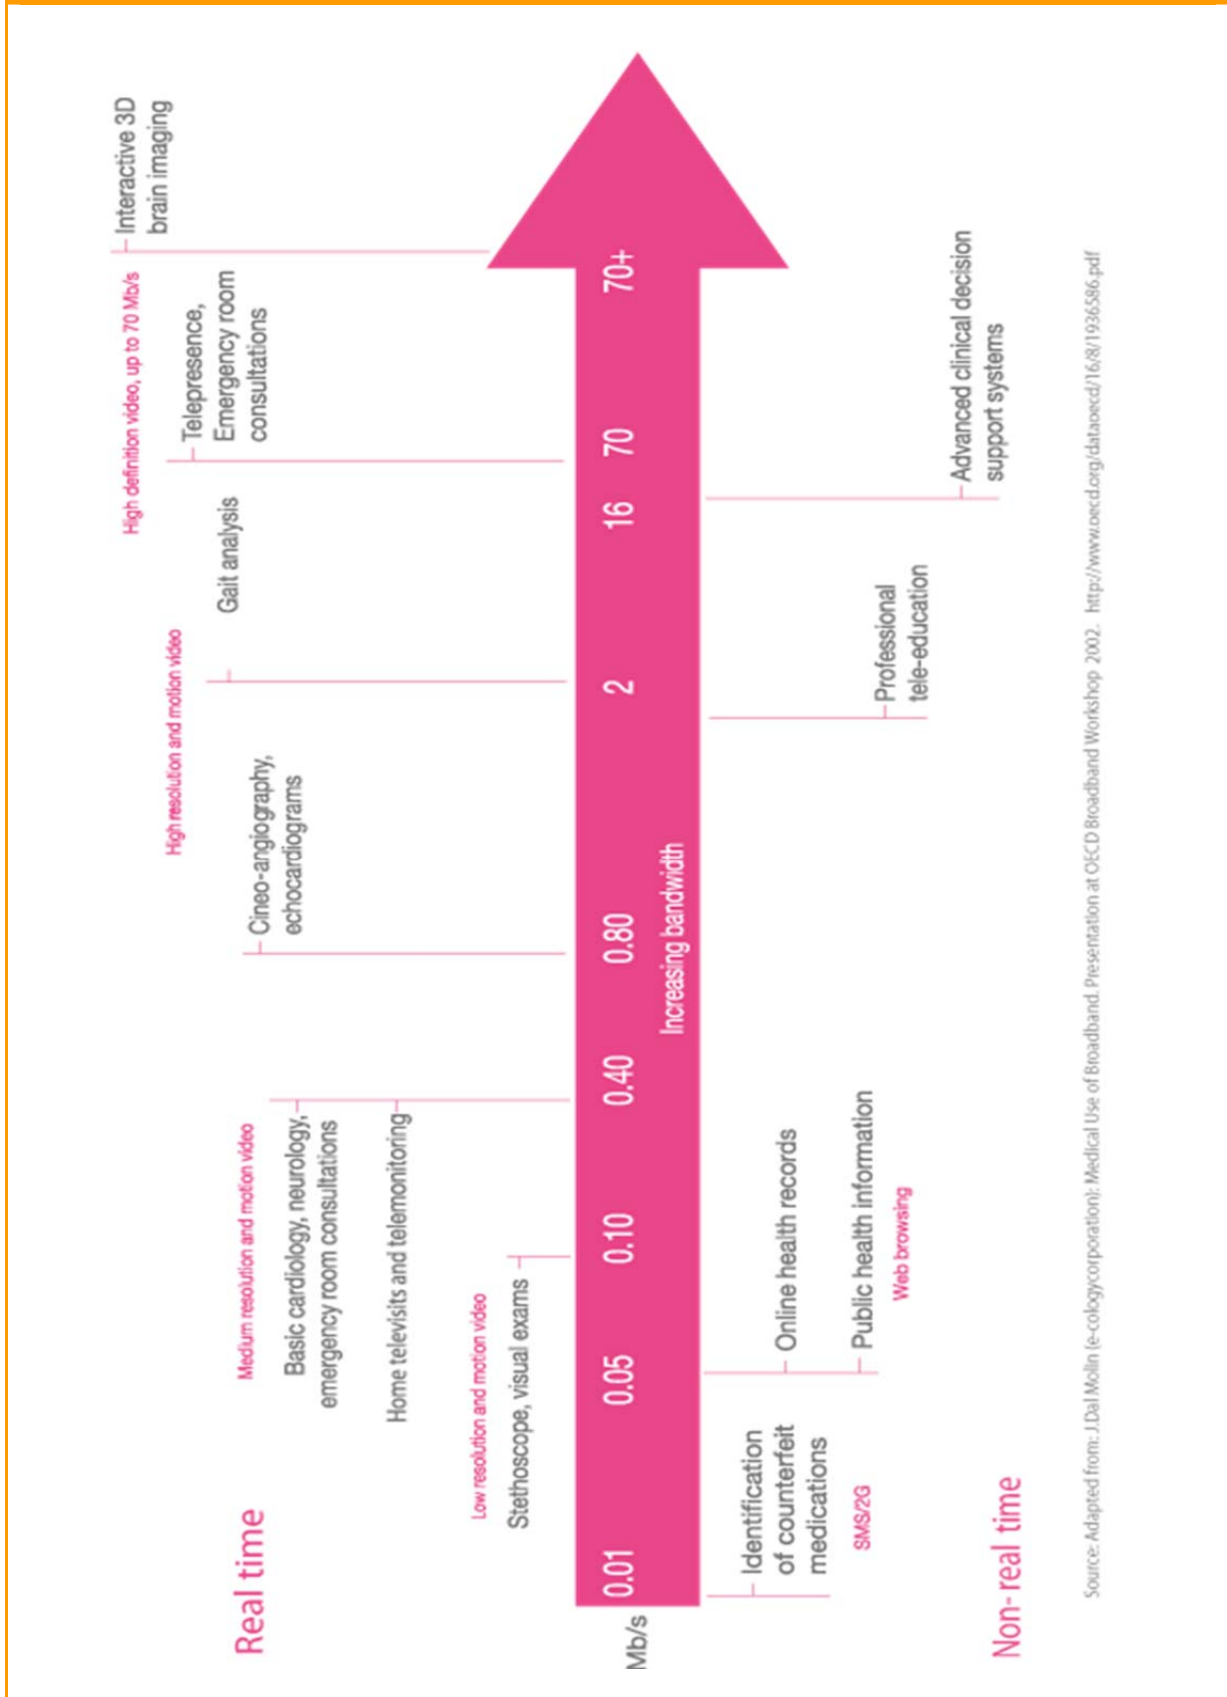 Real time
High definition video, up to 70 Mb/s
Interactive 3D
brain imaging
High resolution and motion video
Telepresence,
Emergency room
consultations
Gait analysis
Medium resolution and motion video
Cineo-angiography,
echocardiograms
Basic cardiology, neurology,
emergency room consultations
Home televisits and telemonitoring
Low resolution and motion video
Stethoscope, visual exams
Mb/s
0.01
0.05
0.10
0.40
0.80
2
16
70
70+
Increasing bandwidth
Identification
of counterfeit
medications
SMS/2G
Online health records
Public health information
Web browsing
Professional
tele-education
Advanced clinical decision
support systems
Non-real time
Source: Adapted from: J.Dal Molin (e-cologycorporation): Medical Use of Broadband. Presentation at OECD Broadband Workshop 2002. http://www.oecd.org/dataoecd/16/8/1936586.pdf